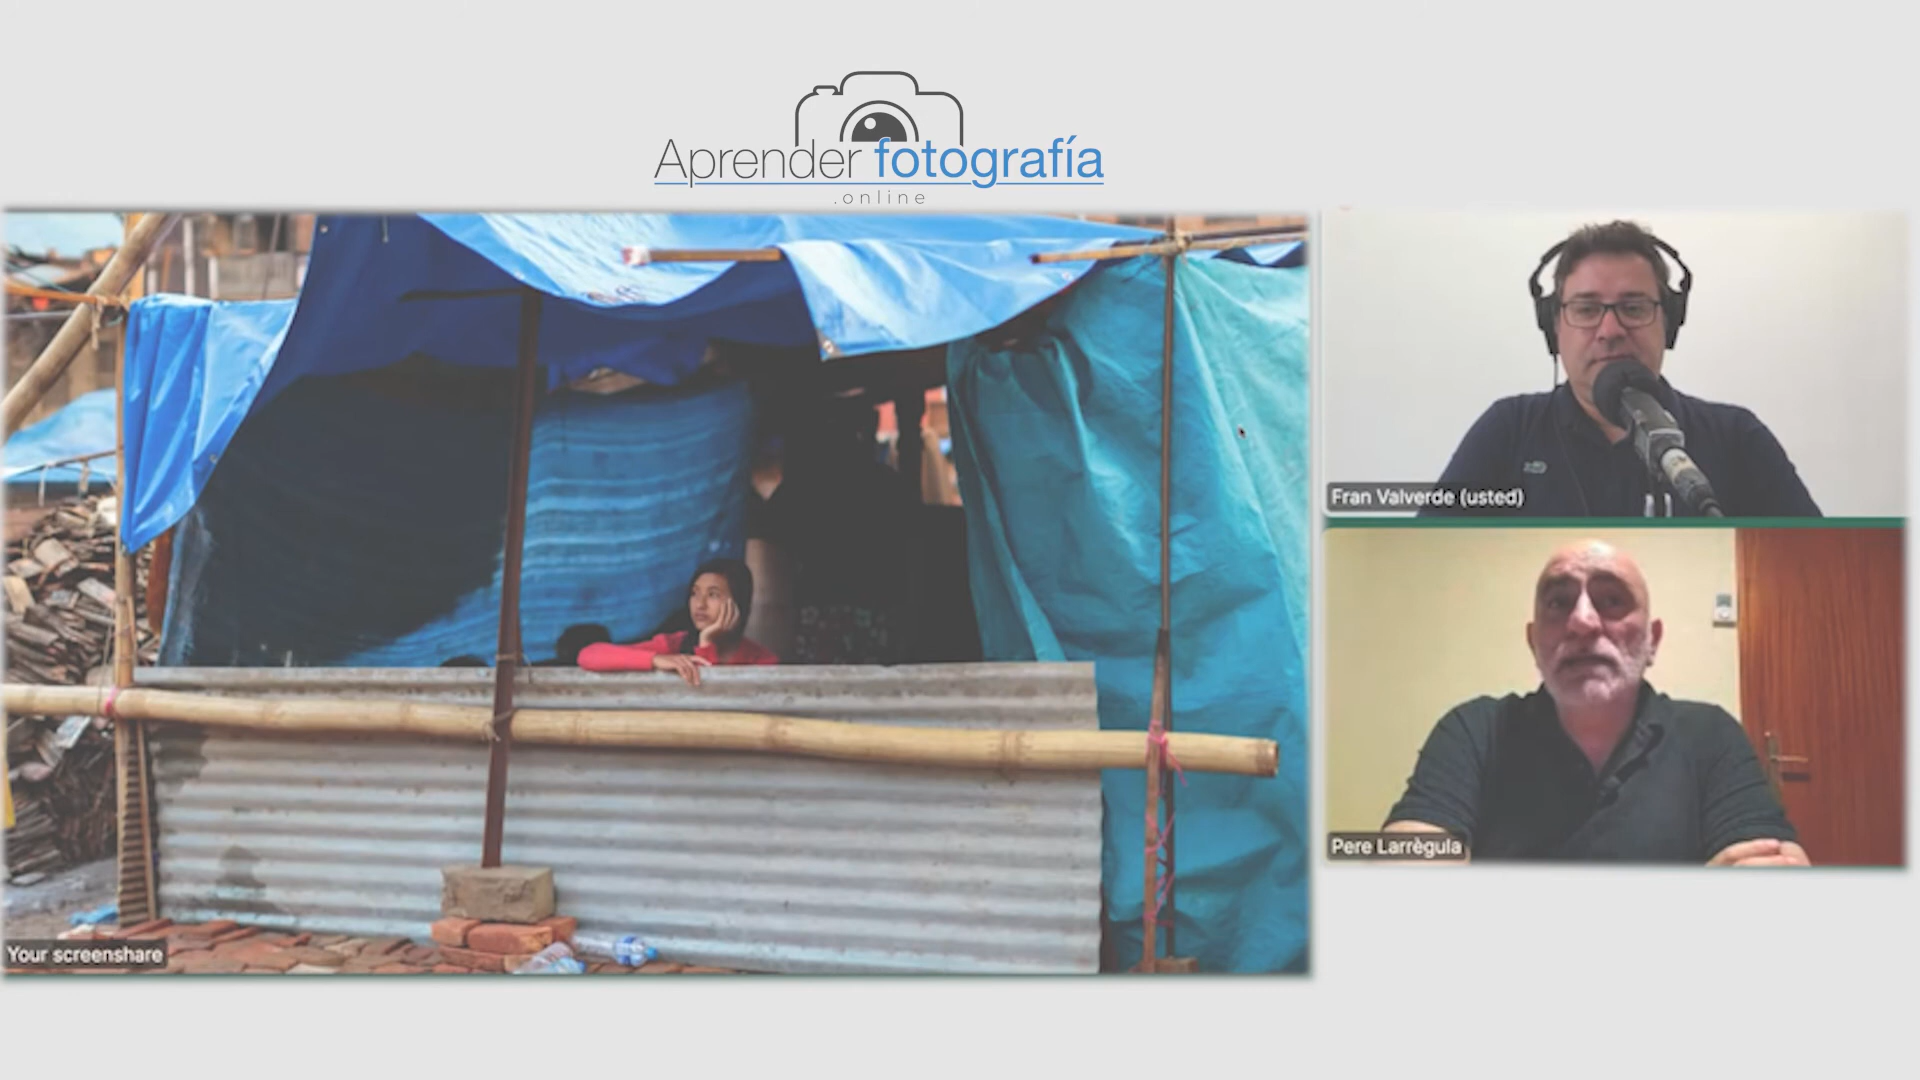 Aprender fotografía
.online
Fran Valverde (usted)
Pere Larrègula
Your screenshare